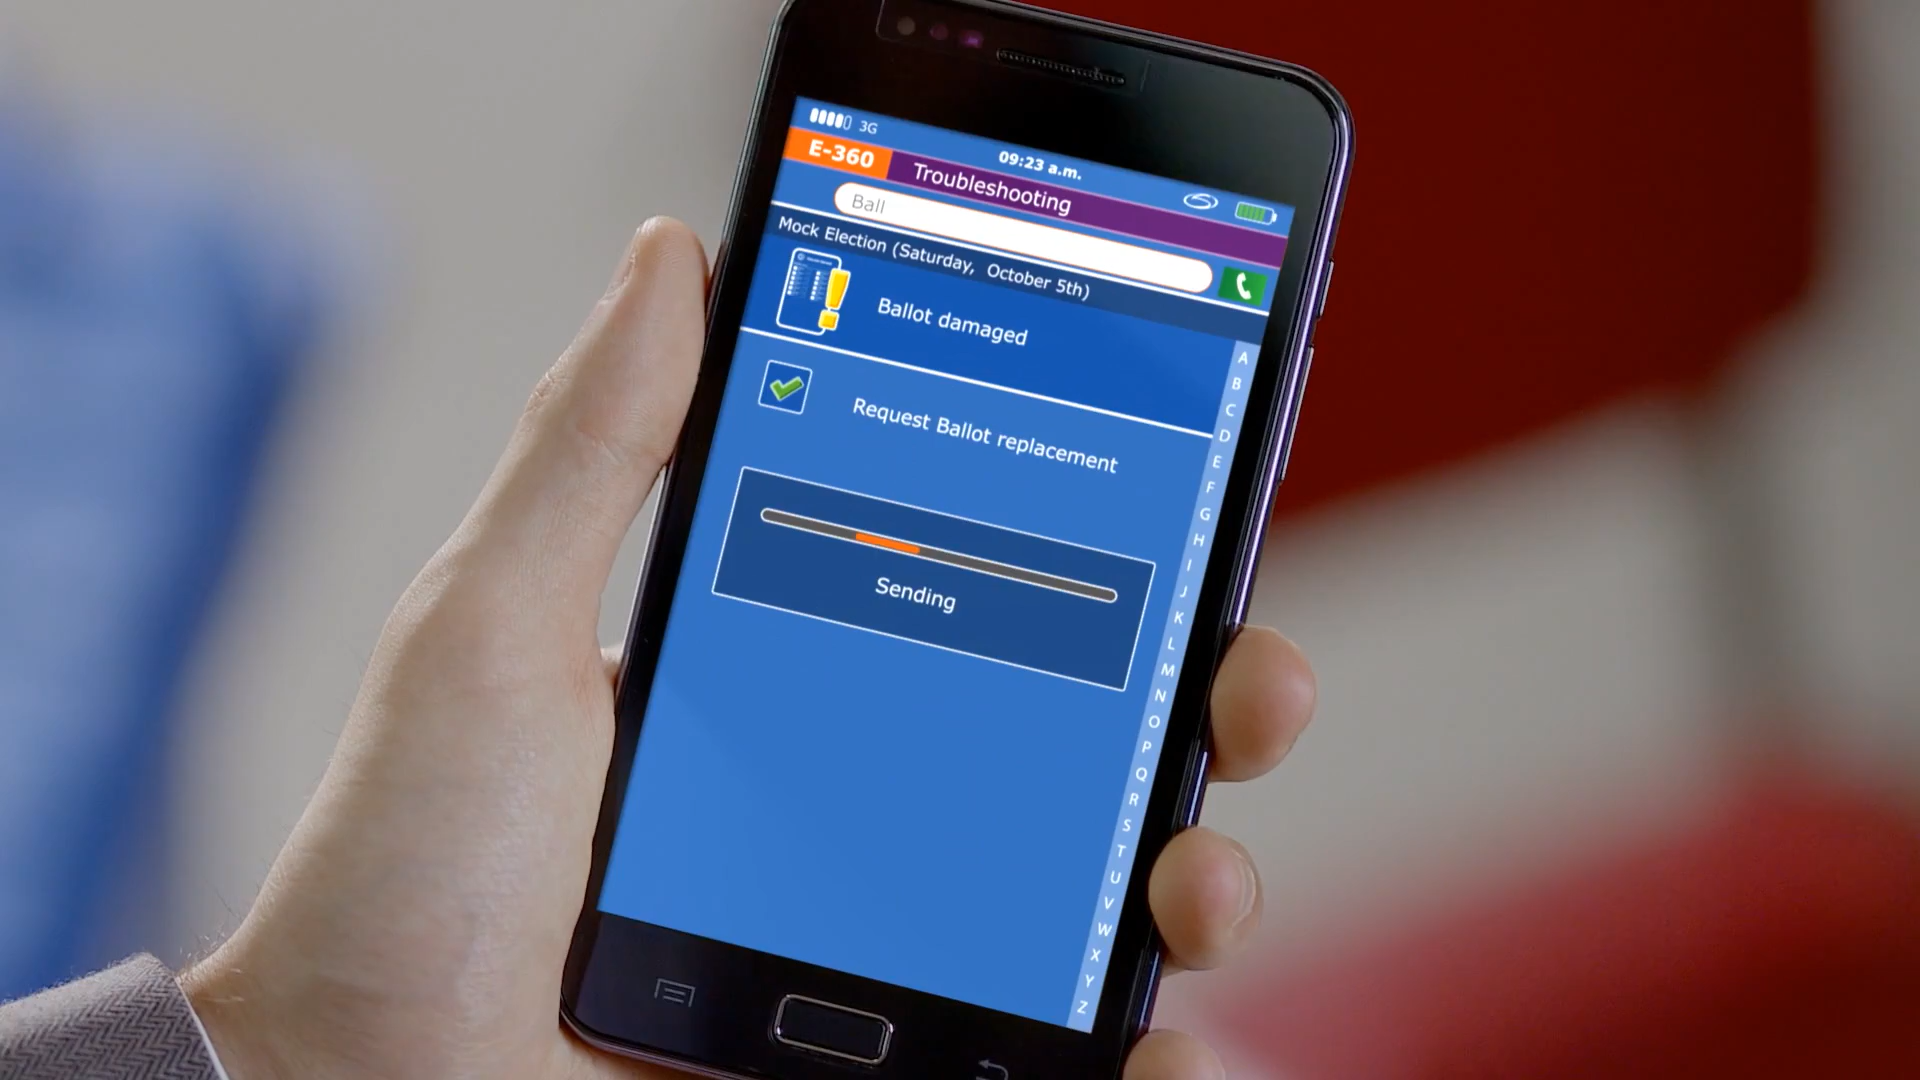 3G
09:23 a.m.
E-360
Troubleshooting
Ball
Mock Election (Saturday, October 5th)
Ballot damaged
Request Ballot replacement
Sending
A
B
C
D
E
F
G
H
I
J
K
L
M
N
O
P
Q
R
S
T
U
V
W
X
Y
Z